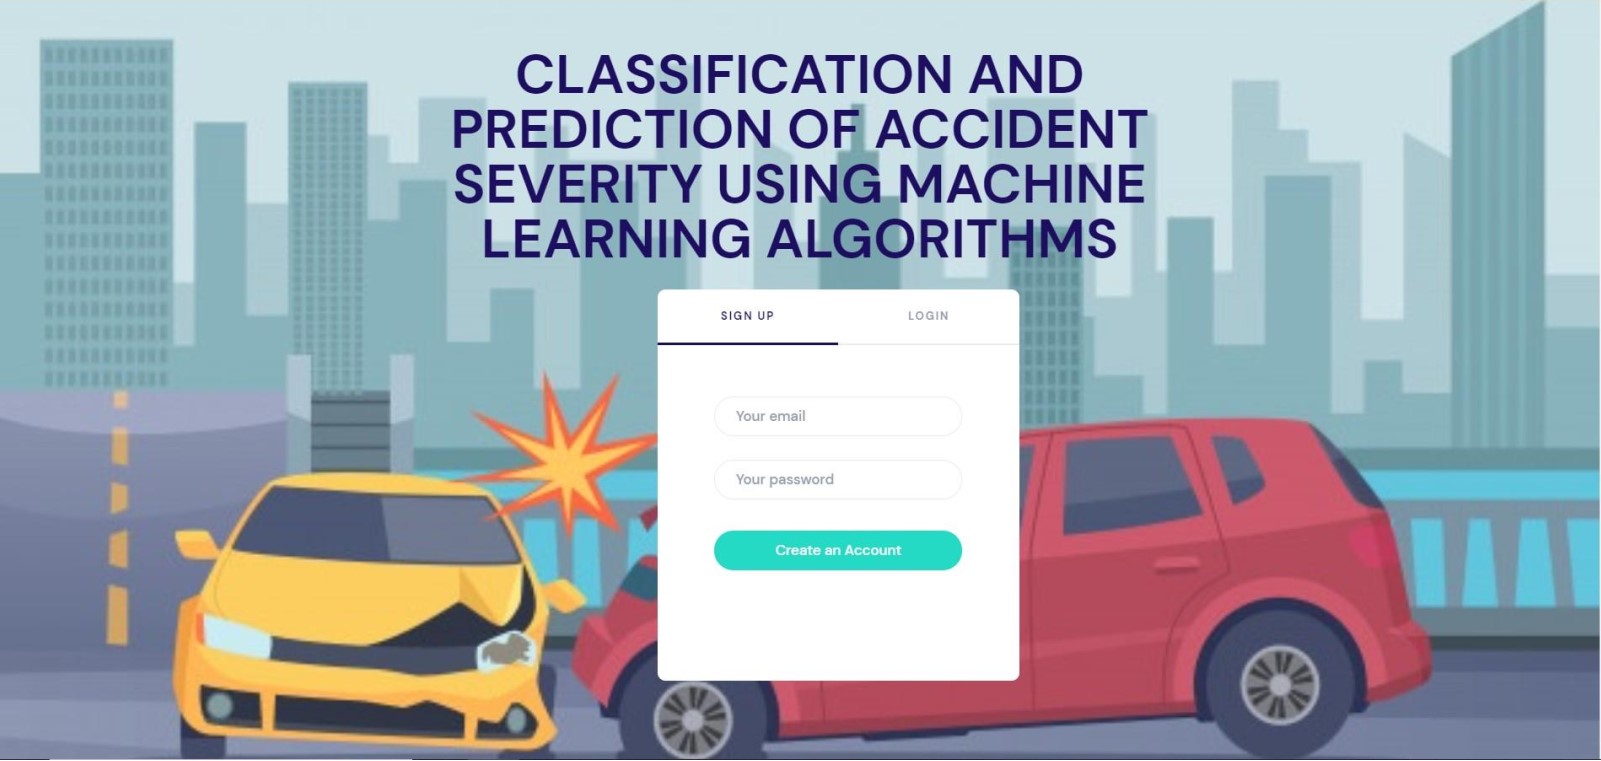 CLASSIFICATION AND
PREDICTION OF ACCIDENT
SEVERITY USING MACHINE
LEARNING ALGORITHMS
SIGN UP LOGIN
Your email
Your password
Create an Account